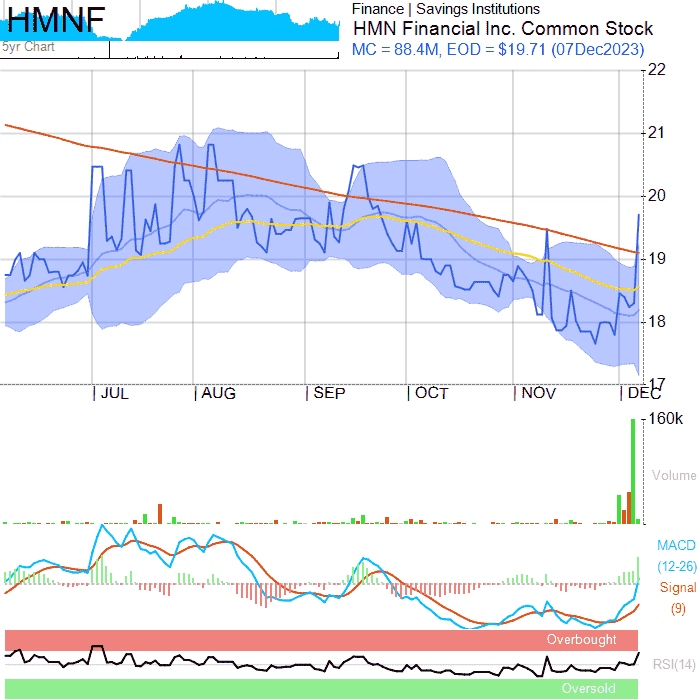 HMNF
5yr Chart
Finance | Savings Institutions
HMN Financial Inc. Common Stock
MC = 88.4M, EOD = $19.71 (07Dec2023)
22
21
20
19
18
17
JUL
AUG
SEP
OCT
NOV
DEC
160k
Volume
MACD
(12-26)
Signal
(9)
Overbought
RSI(14)
Oversold